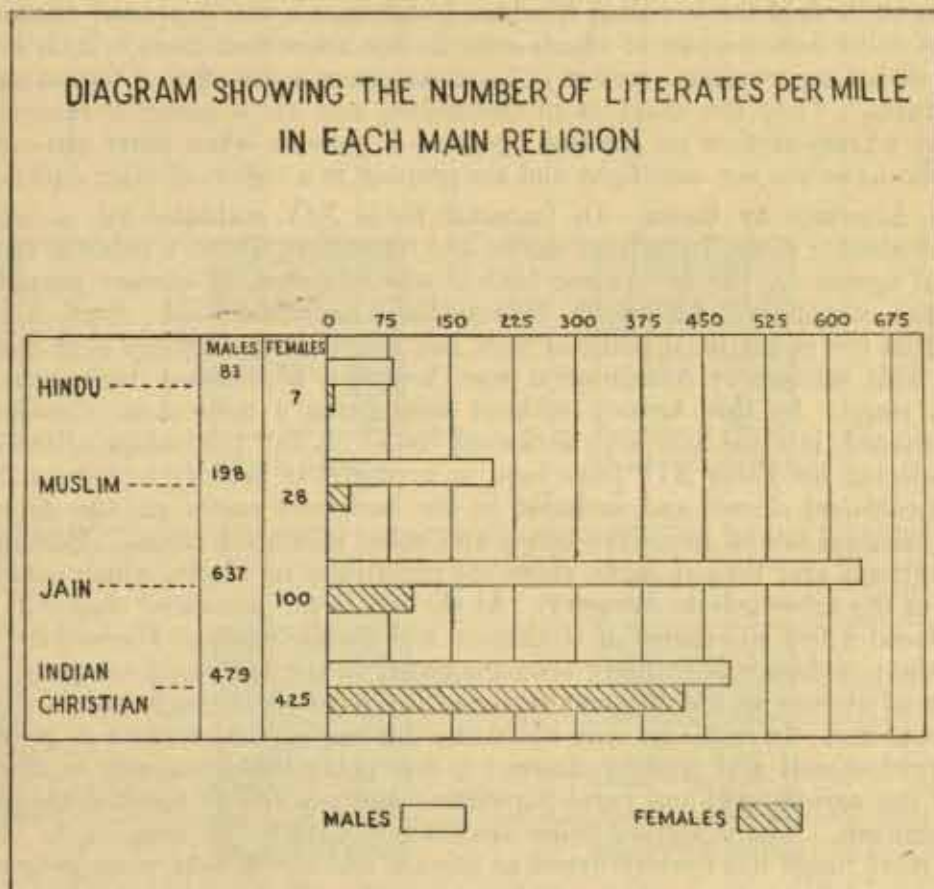 DIAGRAM SHOWING THE NUMBER OF LITERATES PER MILLE
IN EACH MAIN RELIGION
0 75 150 225 300 375 450 525 600 675
MALES FEMALES
HINDU 81 7
MUSLIM 198 28
JAIN 637 100
INDIAN
CHRISTIAN 479 425
MALES FEMALES